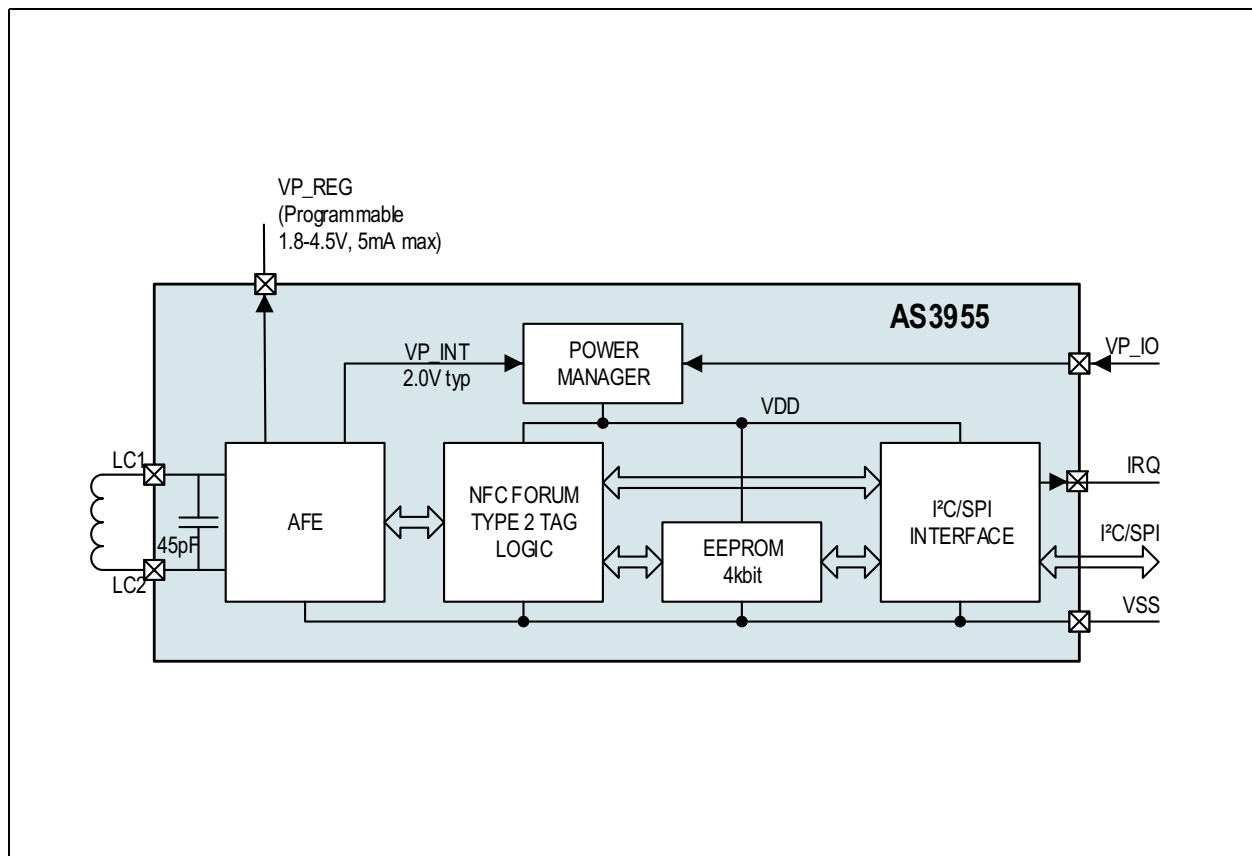 VP_REG
(Programmable
1.8-4.5V, 5mA max)
AS3955
VP_INT
2.0V typ
POWER
MANAGER
VP_IO
VDD
LC1
45pF
LC2
AFE
NFC FORUM
TYPE 2 TAG
LOGIC
EEPROM
4kbit
I²C/SPI
INTERFACE
IRQ
I²C/SPI
VSS